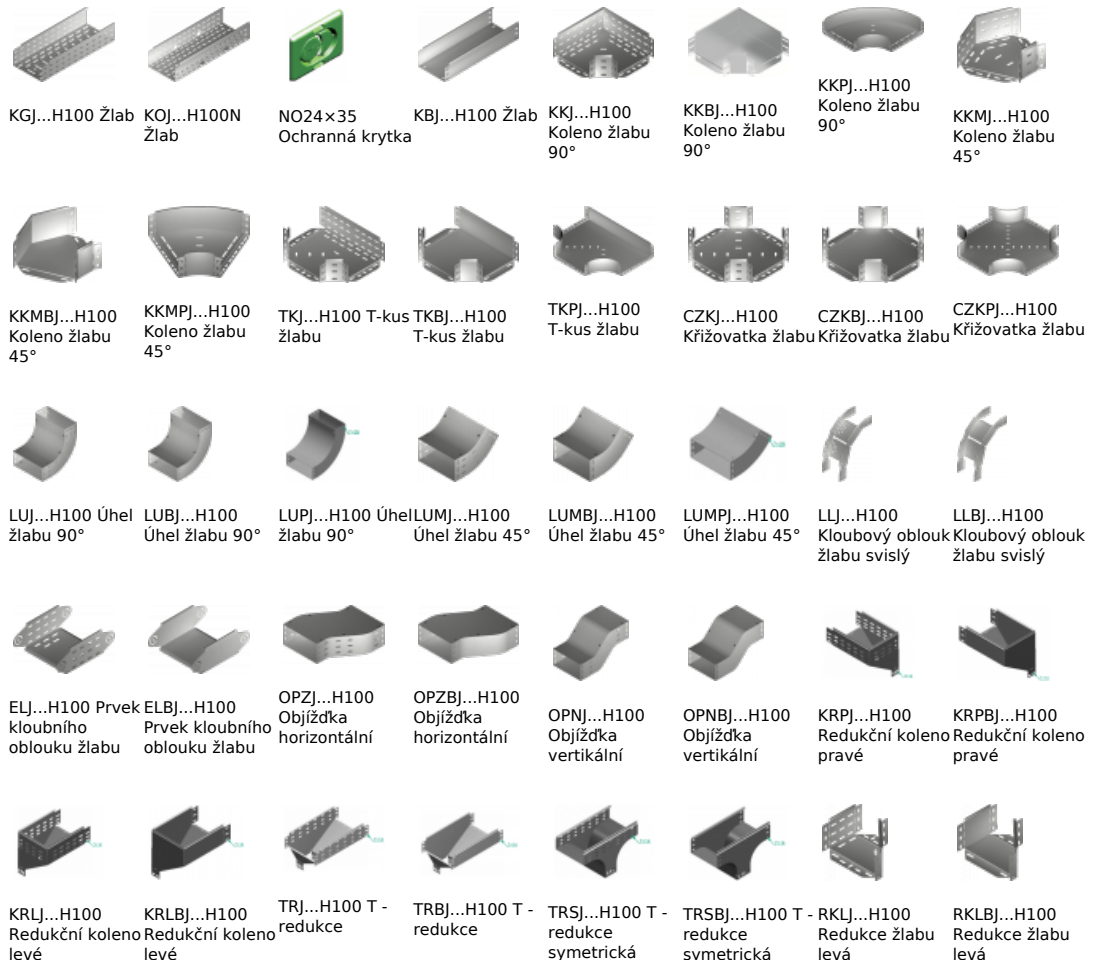 KGJ...H100 Žlab
KOJ...H100N
Žlab
NO24×35
Ochranná krytka
KBJ...H100 Žlab
KKJ...H100
Koleno žlabu
90°
KKBJ...H100
Koleno žlabu
90°
KKPJ...H100
Koleno žlabu
90°
KKMJ...H100
Koleno žlabu
45°
KKMBJ...H100
Koleno žlabu
45°
KKMPJ...H100
Koleno žlabu
45°
TKJ...H100 T-kus
žlabu
TKBJ...H100
T-kus žlabu
TKPJ...H100
T-kus žlabu
CZKJ...H100
Křižovatka žlabu
CZKBJ...H100
Křižovatka žlabu
CZKPJ...H100
Křižovatka žlabu
LUJ...H100 Úhel
žlabu 90°
LUBJ...H100
Úhel žlabu 90°
LUPJ...H100 Úhel
žlabu 90°
LUMJ...H100
Úhel žlabu 45°
LUMBJ...H100
Úhel žlabu 45°
LUMPJ...H100
Úhel žlabu 45°
LLJ...H100
Kloubový oblouk
žlabu svislý
LLBJ...H100
Kloubový oblouk
žlabu svislý
ELJ...H100 Prvek
kloubního
oblouku žlabu
ELBJ...H100
Prvek kloubního
oblouku žlabu
OPZJ...H100
Objížďka
horizontální
OPZBJ...H100
Objížďka
horizontální
OPNJ...H100
Objížďka
vertikální
OPNBJ...H100
Objížďka
vertikální
KRPJ...H100
Redukční koleno
pravé
KRPBJ...H100
Redukční koleno
pravé
KRLJ...H100
Redukční koleno
levé
KRLBJ...H100
Redukční koleno
levé
TRJ...H100 T -
redukce
TRBJ...H100 T -
redukce
TRSJ...H100 T -
redukce
symetrická
TRSBJ...H100 T -
redukce
symetrická
RKLJ...H100
Redukce žlabu
levá
RKLBJ...H100
Redukce žlabu
levá